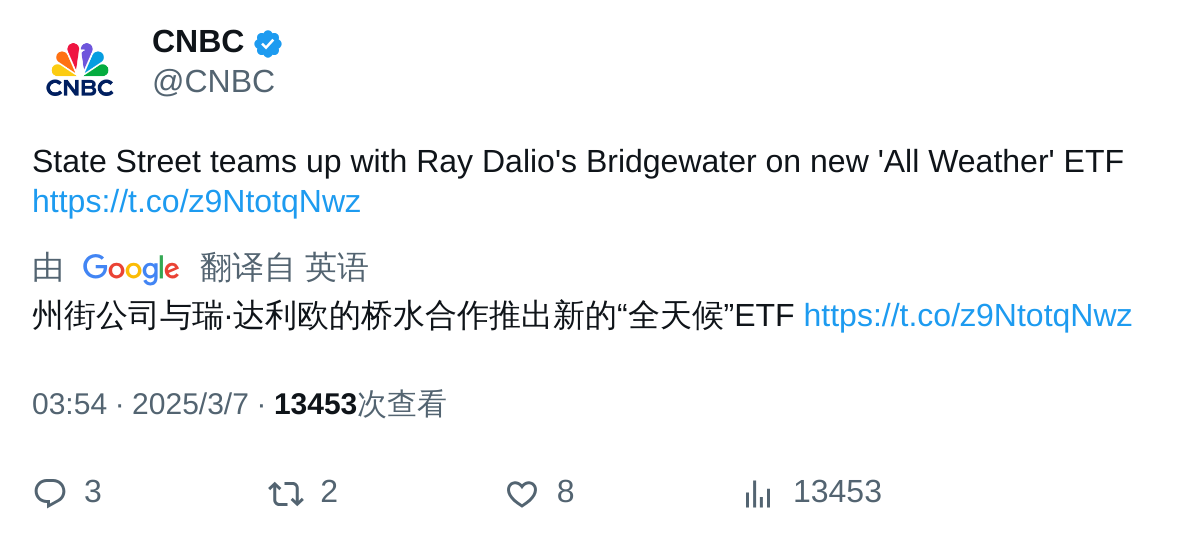 CNBC
@CNBC
CNBC
State Street teams up with Ray Dalio's Bridgewater on new 'All Weather' ETF
https://t.co/z9NtotqNwz
由 Google 翻译自 英语
州街公司与瑞·达利欧的桥水合作推出新的“全天候”ETF https://t.co/z9NtotqNwz
03:54 · 2025/3/7 · 13453次查看
3 2 8 13453